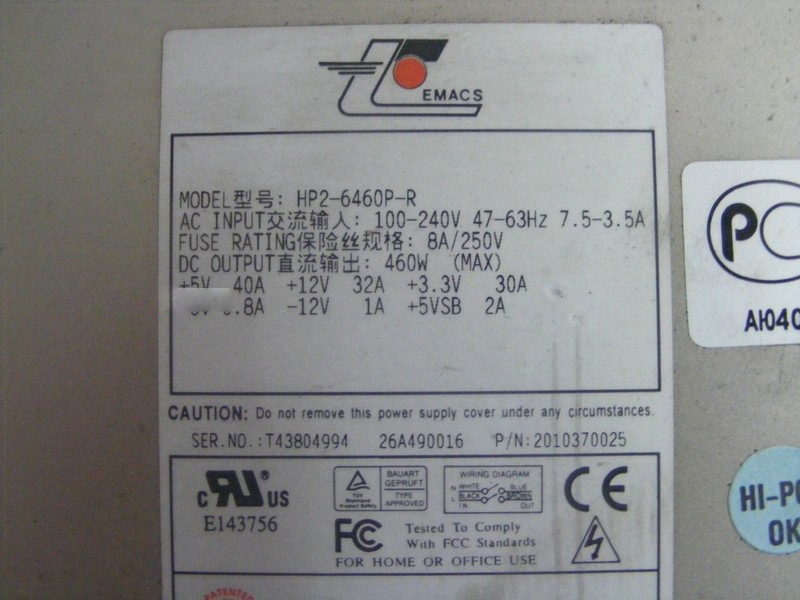 EMACS
MODEL型号: HP2-6460P-R
AC INPUT交流输入: 100-240V 47-63Hz 7.5-3.5A
FUSE RATING保险丝规格: 8A/250V
DC OUTPUT直流输出: 460W (MAX)
+5V 40A +12V 32A +3.3V 30A
-12V 1A +5VSB 2A
CAUTION: Do not remove this power supply cover under any circumstances.
SER.NO.:T43804994 26A490016 P/N:2010370025
c RU US
E143756
TUV
Rheinland
Product Safety
BAUART
GEPRUFT
TYPE
APPROVED
WIRING DIAGRAM
N WHITE BLUE
L BLACK BROWN
IN OUT
CE
FC
Tested To Comply
With FCC Standards
FOR HOME OR OFFICE USE
PATENTED
PC
АЮ40
HI-PO
OK